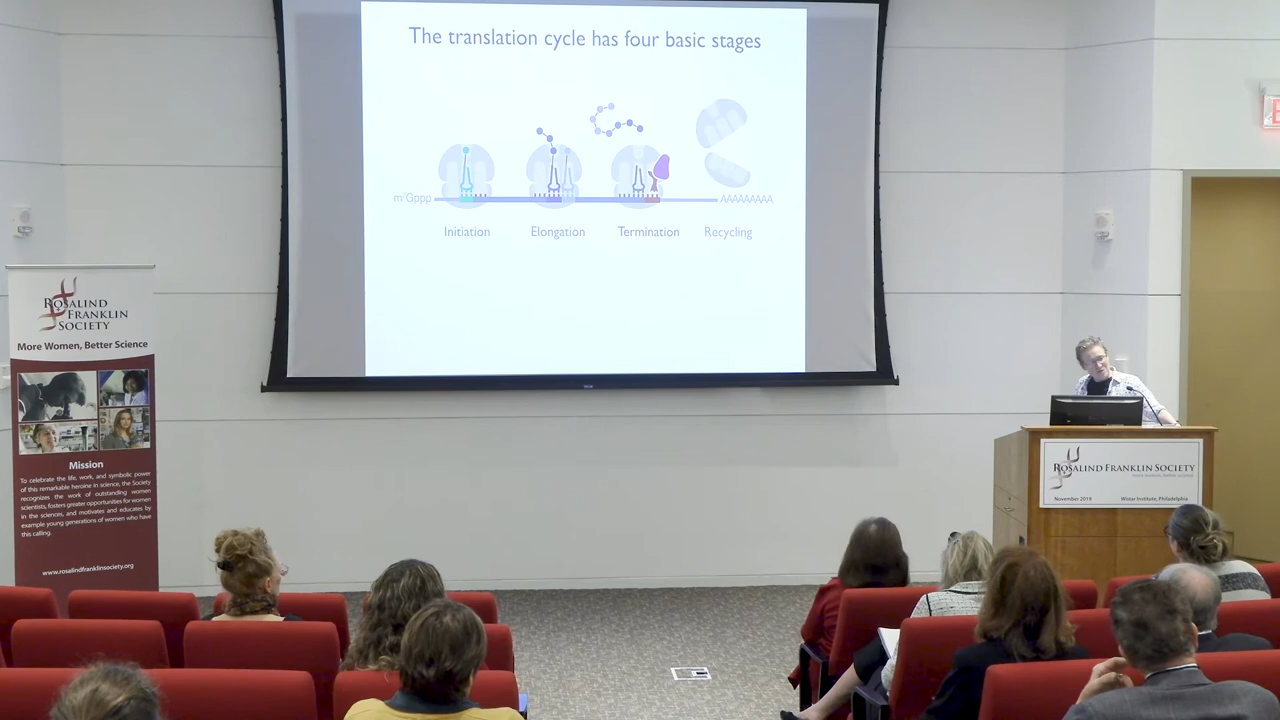 The translation cycle has four basic stages
m⁷Gppp
AAAAAAAAA
Initiation
Elongation
Termination
Recycling
E
ROSALIND
FRANKLIN
SOCIETY
More Women, Better Science
Mission
To celebrate the life, work, and symbolic power
of this remarkable heroine in science, the Society
recognizes the work of outstanding women
scientists, fosters greater opportunities for women
in the sciences, and motivates and educates by
example young generations of women who have
this calling.
www.rosalindfranklinsociety.org
ROSALIND FRANKLIN SOCIETY
November 2019
Wistar Institute, Philadelphia